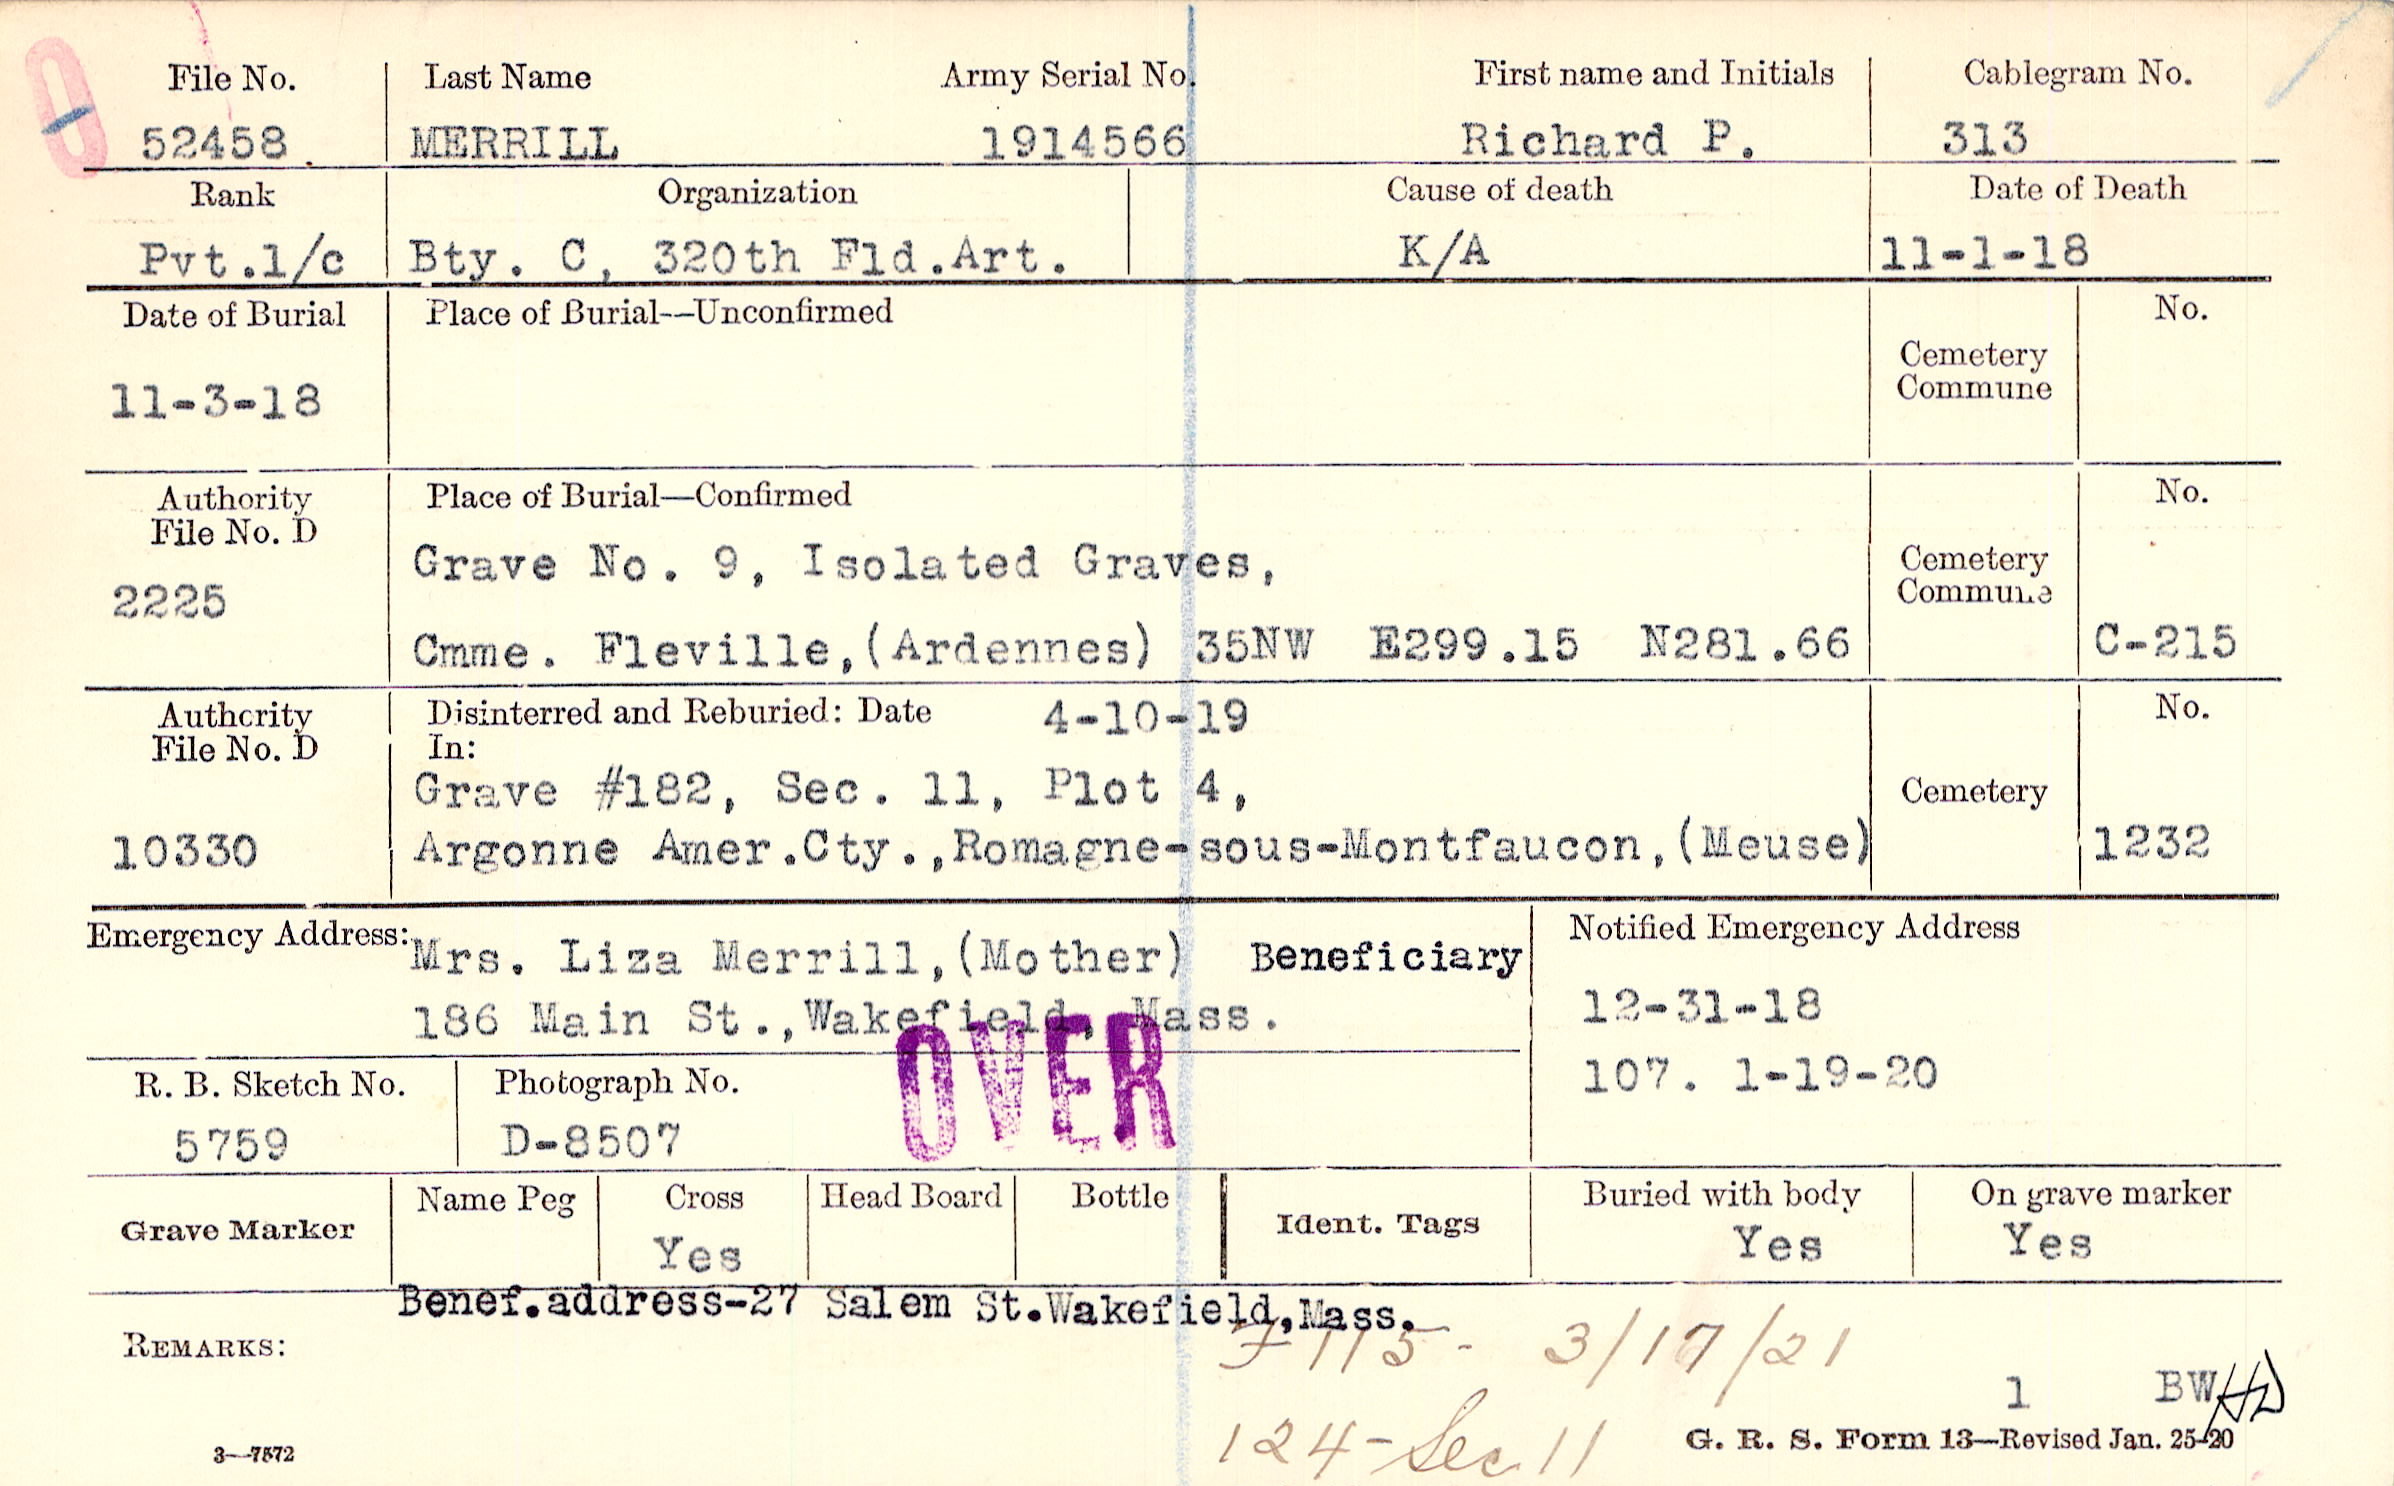 File No. Last Name Army Serial No. First name and Initials Cablegram No.
52458 MERRILL 1914566 Richard P. 313
Rank Organization Cause of death Date of Death
Pvt.1/c Bty. C, 320th Fld.Art. K/A 11-1-18
Date of Burial Place of Burial—Unconfirmed No.
Cemetery
Commune
11-3-18
Authority Place of Burial—Confirmed No.
File No. D
Grave No. 9, Isolated Graves, Cemetery
2225 Commune
Cmme. Fleville,(Ardennes) 35NW E299.15 N281.66 C-215
Authority Disinterred and Reburied: Date 4-10-19 No.
File No. D In:
Grave #182, Sec. 11, Plot 4, Cemetery
10330 Argonne Amer.Cty.,Romagne-sous-Montfaucon,(Meuse) 1232
Emergency Address: Mrs. Liza Merrill,(Mother) Beneficiary Notified Emergency Address
186 Main St.,Wakefield, Mass. 12-31-18
OVER
107. 1-19-20
R. B. Sketch No. Photograph No.
5759 D-8507
Grave Marker Name Peg Cross Head Board Bottle Ident. Tags Buried with body On grave marker
Yes Yes Yes
Benef.address-27 Salem St.Wakefield,Mass.
REMARKS: 115- 3/17/21
1 BW
124-Sec 11
3—7572 G. R. S. Form 13—Revised Jan. 25-20